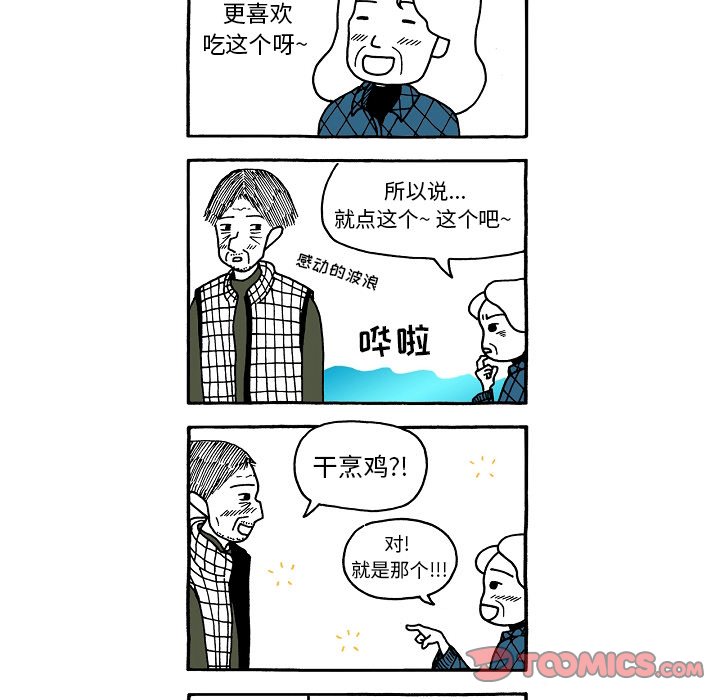 更喜欢
吃这个呀~
所以说...
就点这个~ 这个吧~
感动的波浪
哗啦
干烹鸡?!
对!
就是那个!!!
TOOMICS.COM